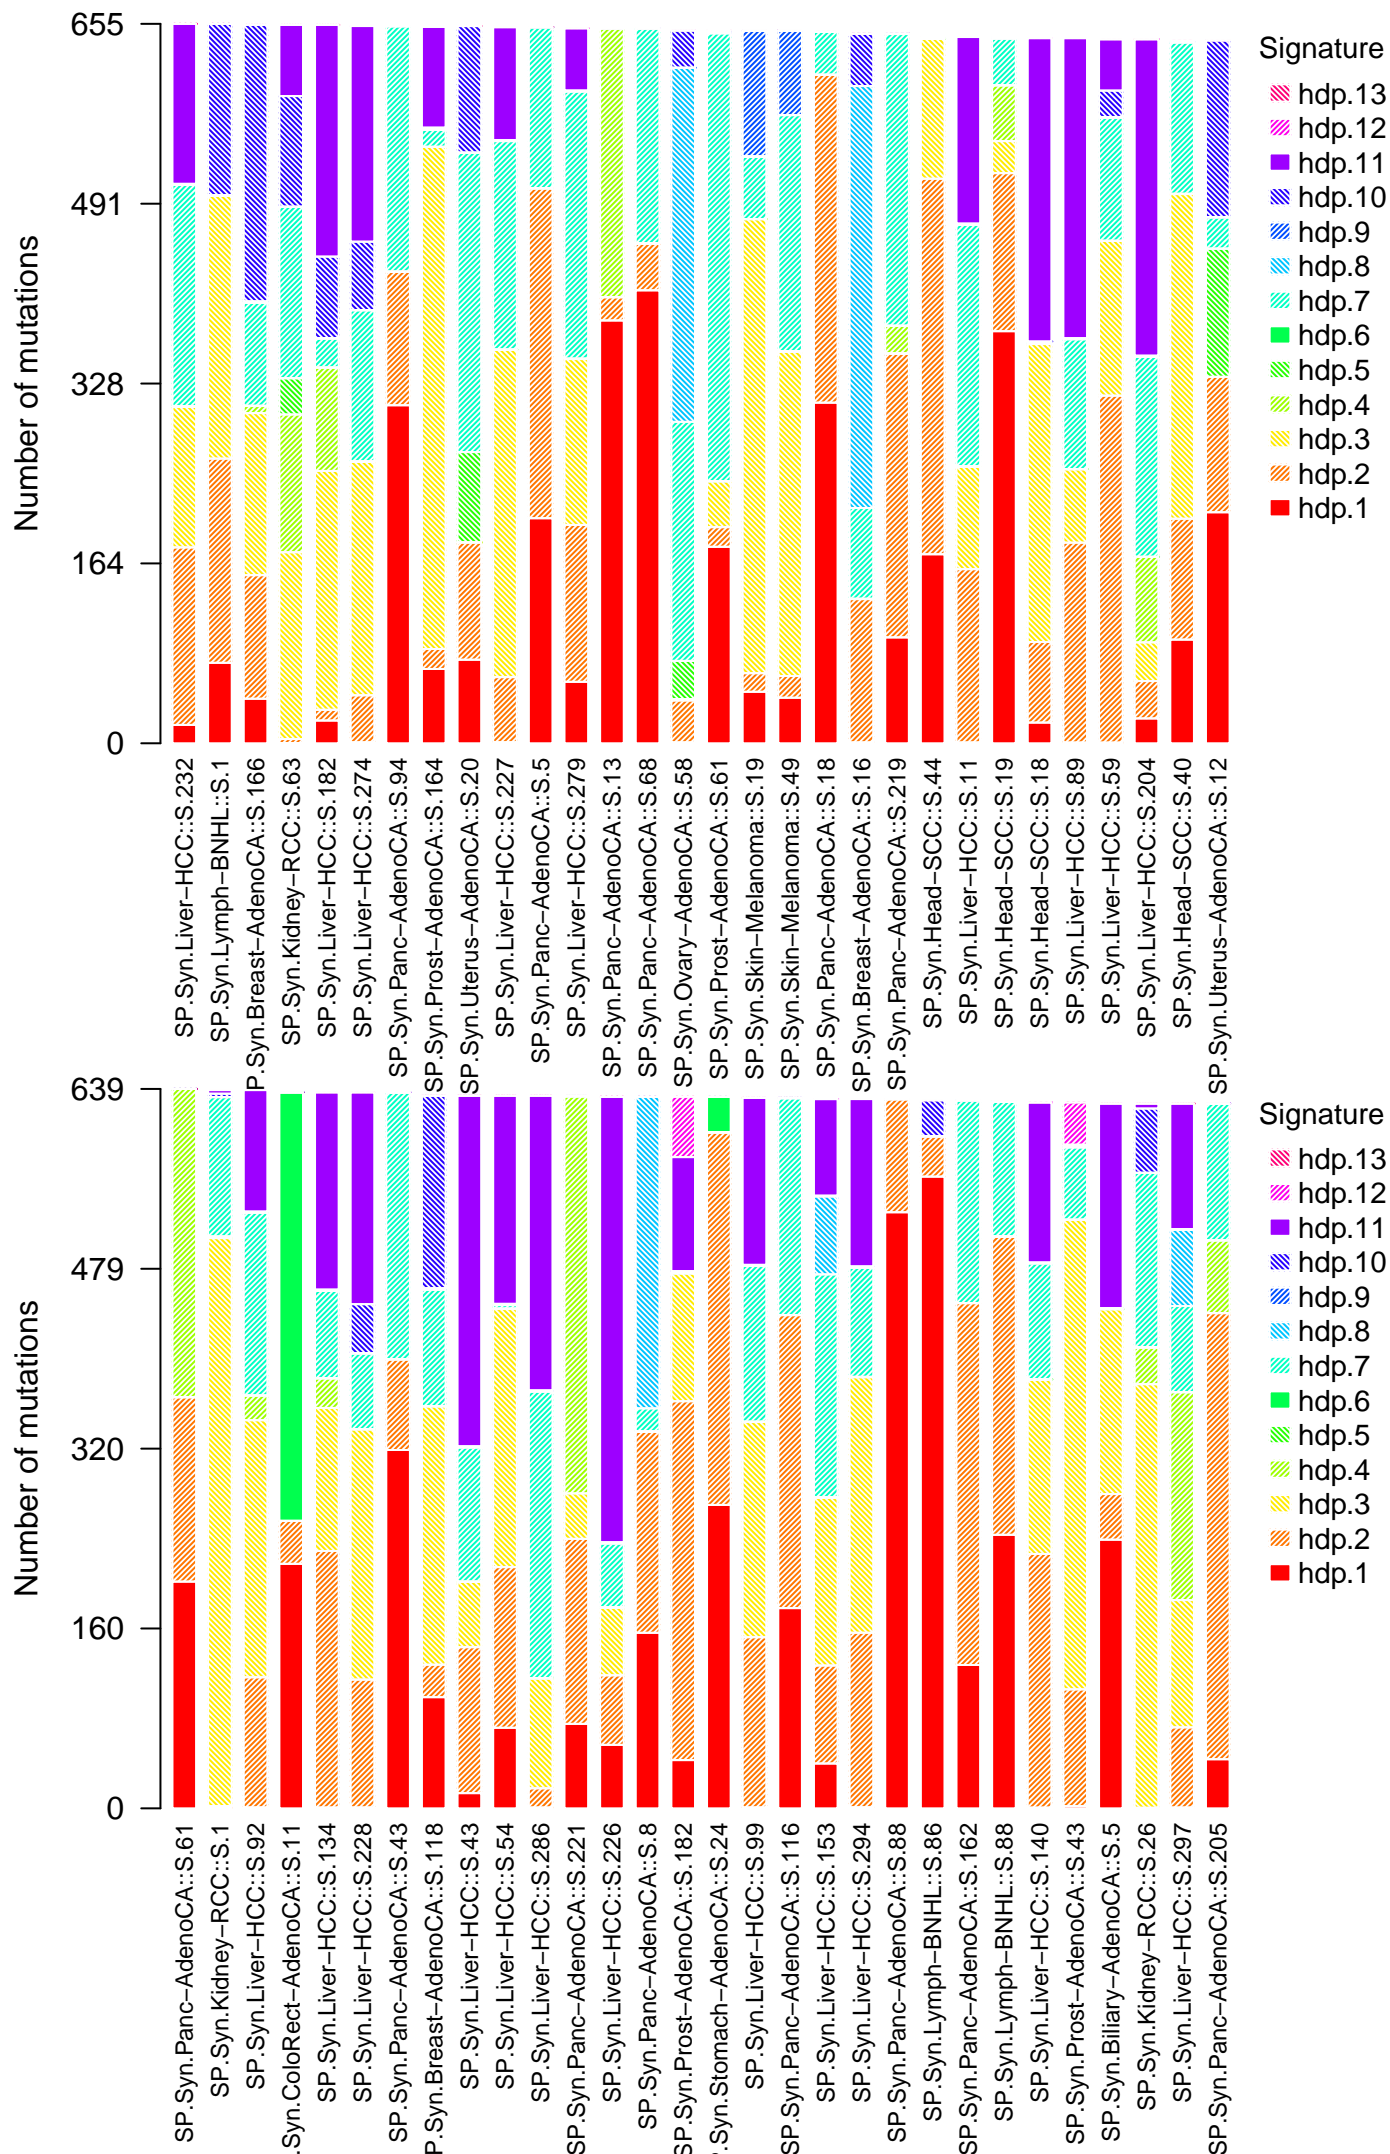 Number of mutations
655
491
328
164
0
Signature
hdp.13
hdp.12
hdp.11
hdp.10
hdp.9
hdp.8
hdp.7
hdp.6
hdp.5
hdp.4
hdp.3
hdp.2
hdp.1
SP.Syn.Liver−HCC::S.232
SP.Syn.Lymph−BNHL::S.1
P.Syn.Breast−AdenoCA::S.166
SP.Syn.Kidney−RCC::S.63
SP.Syn.Liver−HCC::S.182
SP.Syn.Liver−HCC::S.274
SP.Syn.Panc−AdenoCA::S.94
SP.Syn.Prost−AdenoCA::S.164
SP.Syn.Uterus−AdenoCA::S.20
SP.Syn.Liver−HCC::S.227
SP.Syn.Panc−AdenoCA::S.5
SP.Syn.Liver−HCC::S.279
SP.Syn.Panc−AdenoCA::S.13
SP.Syn.Panc−AdenoCA::S.68
SP.Syn.Ovary−AdenoCA::S.58
SP.Syn.Prost−AdenoCA::S.61
SP.Syn.Skin−Melanoma::S.19
SP.Syn.Skin−Melanoma::S.49
SP.Syn.Panc−AdenoCA::S.18
SP.Syn.Breast−AdenoCA::S.16
SP.Syn.Panc−AdenoCA::S.219
SP.Syn.Head−SCC::S.44
SP.Syn.Liver−HCC::S.11
SP.Syn.Head−SCC::S.19
SP.Syn.Head−SCC::S.18
SP.Syn.Liver−HCC::S.89
SP.Syn.Liver−HCC::S.59
SP.Syn.Liver−HCC::S.204
SP.Syn.Head−SCC::S.40
SP.Syn.Uterus−AdenoCA::S.12
Number of mutations
639
479
320
160
0
Signature
hdp.13
hdp.12
hdp.11
hdp.10
hdp.9
hdp.8
hdp.7
hdp.6
hdp.5
hdp.4
hdp.3
hdp.2
hdp.1
SP.Syn.Panc−AdenoCA::S.61
SP.Syn.Kidney−RCC::S.1
SP.Syn.Liver−HCC::S.92
.Syn.ColoRect−AdenoCA::S.11
SP.Syn.Liver−HCC::S.134
SP.Syn.Liver−HCC::S.228
SP.Syn.Panc−AdenoCA::S.43
P.Syn.Breast−AdenoCA::S.118
SP.Syn.Liver−HCC::S.43
SP.Syn.Liver−HCC::S.54
SP.Syn.Liver−HCC::S.286
SP.Syn.Panc−AdenoCA::S.221
SP.Syn.Liver−HCC::S.226
SP.Syn.Panc−AdenoCA::S.8
SP.Syn.Prost−AdenoCA::S.182
P.Syn.Stomach−AdenoCA::S.24
SP.Syn.Liver−HCC::S.99
SP.Syn.Panc−AdenoCA::S.116
SP.Syn.Liver−HCC::S.153
SP.Syn.Liver−HCC::S.294
SP.Syn.Panc−AdenoCA::S.88
SP.Syn.Lymph−BNHL::S.86
SP.Syn.Panc−AdenoCA::S.162
SP.Syn.Lymph−BNHL::S.88
SP.Syn.Liver−HCC::S.140
SP.Syn.Prost−AdenoCA::S.43
SP.Syn.Biliary−AdenoCA::S.5
SP.Syn.Kidney−RCC::S.26
SP.Syn.Liver−HCC::S.297
SP.Syn.Panc−AdenoCA::S.205